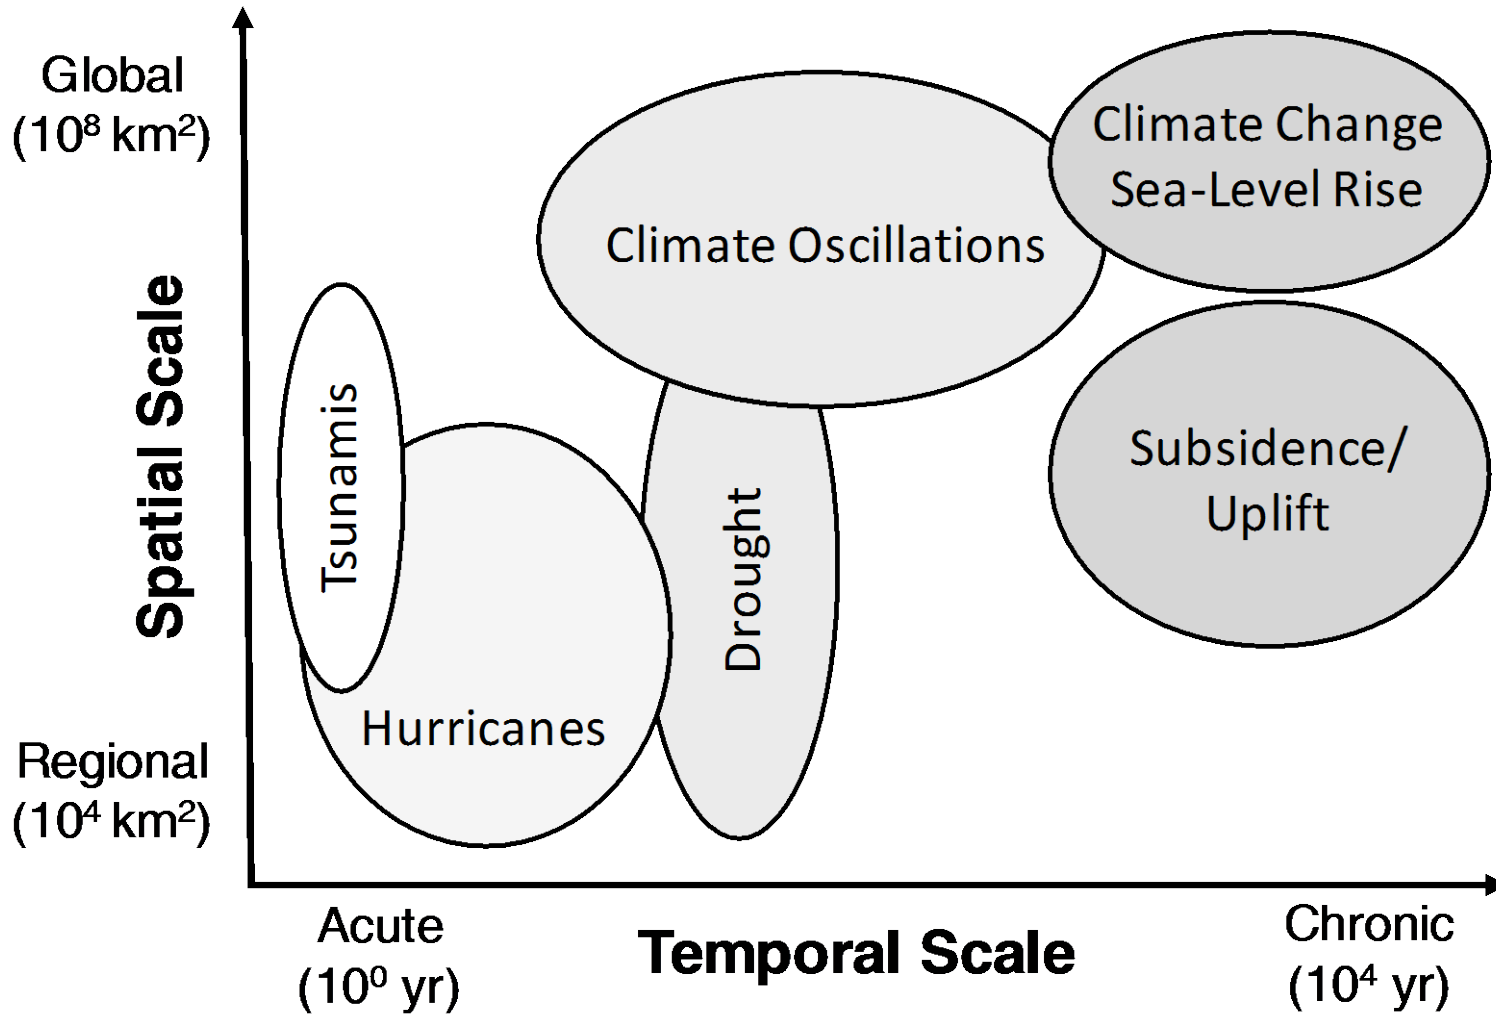 Global
(10⁸ km²)
Climate Change
Sea-Level Rise
Climate Oscillations
Spatial Scale
Tsunamis
Subsidence/
Uplift
Drought
Hurricanes
Regional
(10⁴ km²)
Acute
(10⁰ yr)
Temporal Scale
Chronic
(10⁴ yr)